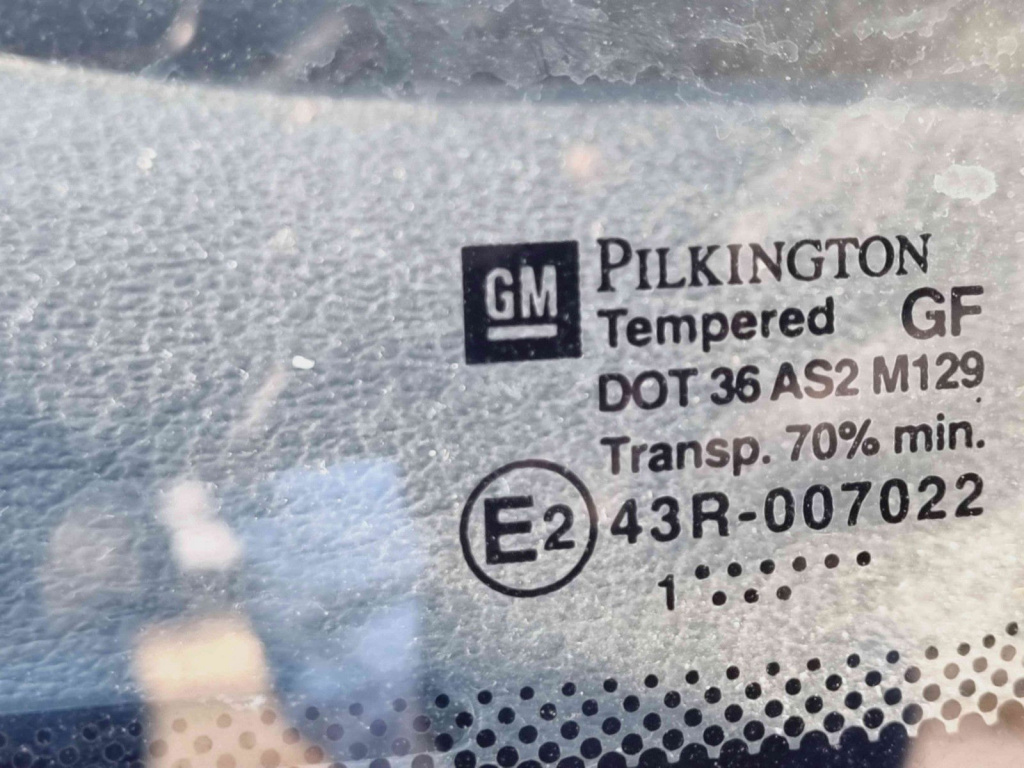 GM
PILKINGTON
Tempered GF
DOT 36 AS2 M129
Transp. 70% min.
E2 43R-007022
1